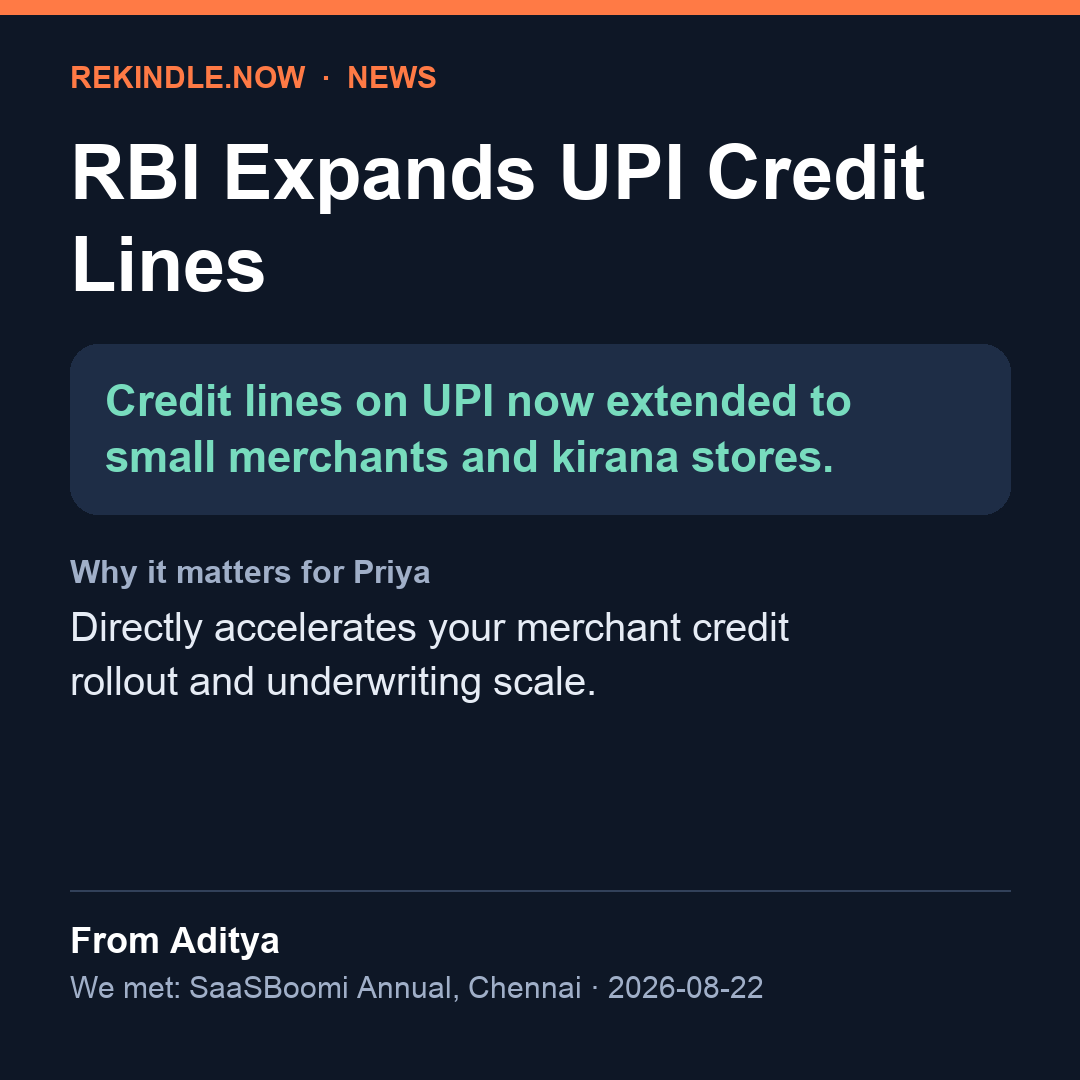 REKINDLE.NOW · NEWS
RBI Expands UPI Credit
Lines
Credit lines on UPI now extended to
small merchants and kirana stores.
Why it matters for Priya
Directly accelerates your merchant credit
rollout and underwriting scale.
From Aditya
We met: SaaSBoomi Annual, Chennai · 2026-08-22